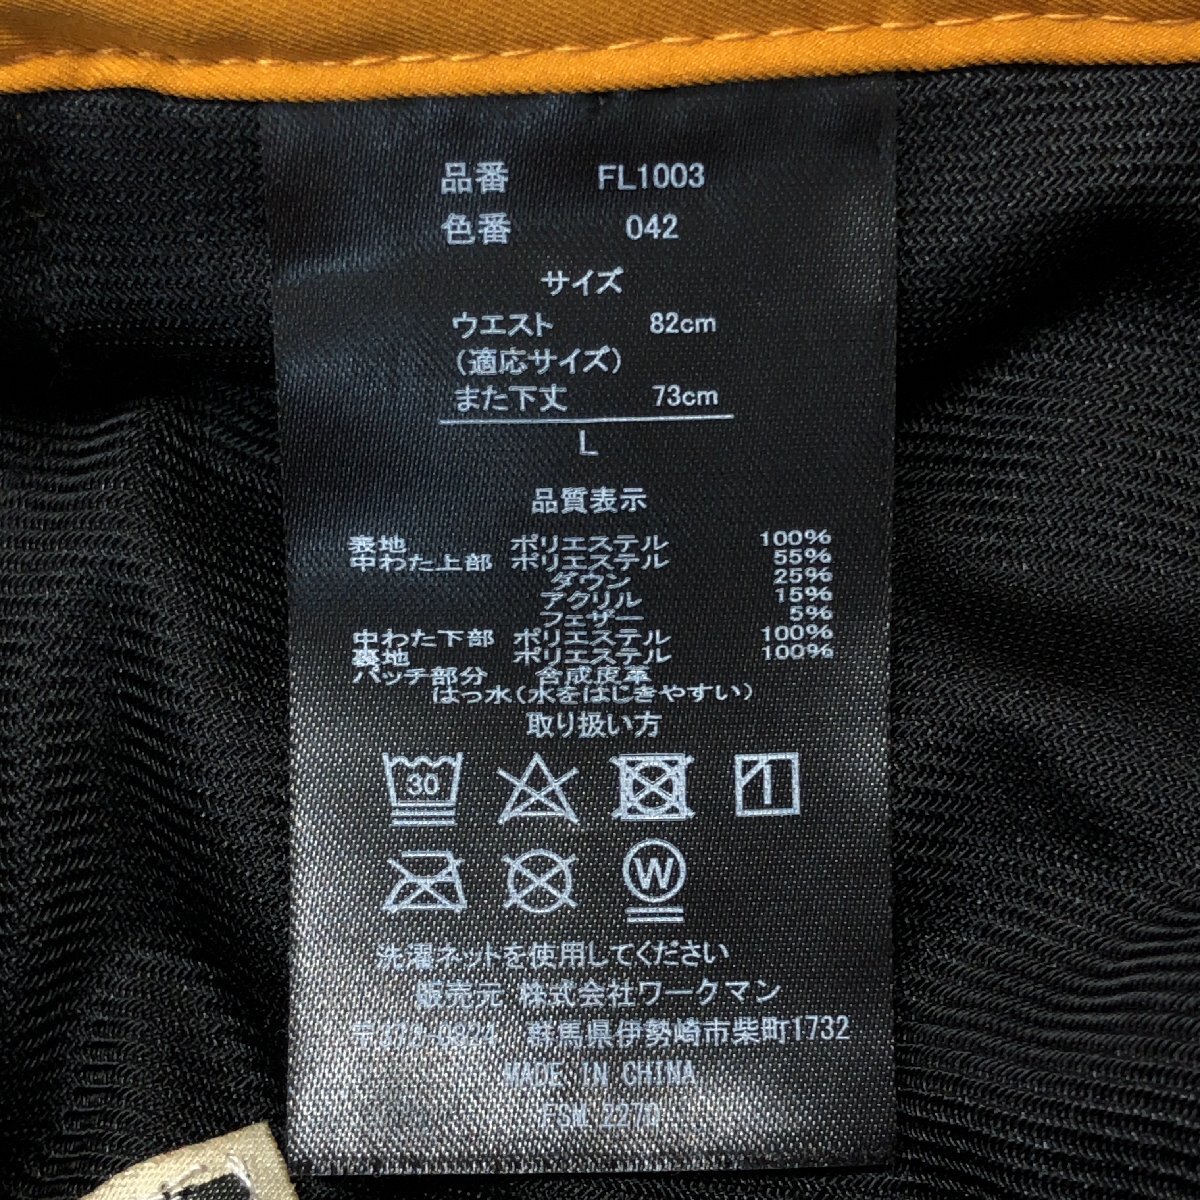 品番 FL1003
色番 042
サイズ
ウエスト 82cm
(適応サイズ)
また下丈 73cm
L
品質表示
表地 ポリエステル 100%
中わた上部 ポリエステル 55%
ダウン 25%
アクリル 15%
フェザー 5%
中わた下部 ポリエステル 100%
裏地 ポリエステル 100%
パッチ部分 合成皮革
はっ水(水をはじきやすい)
取り扱い方
30
W
洗濯ネットを使用してください
販売元 株式会社ワークマン
〒372-0824 群馬県伊勢崎市柴町1732
MADE IN CHINA
FSM 2270